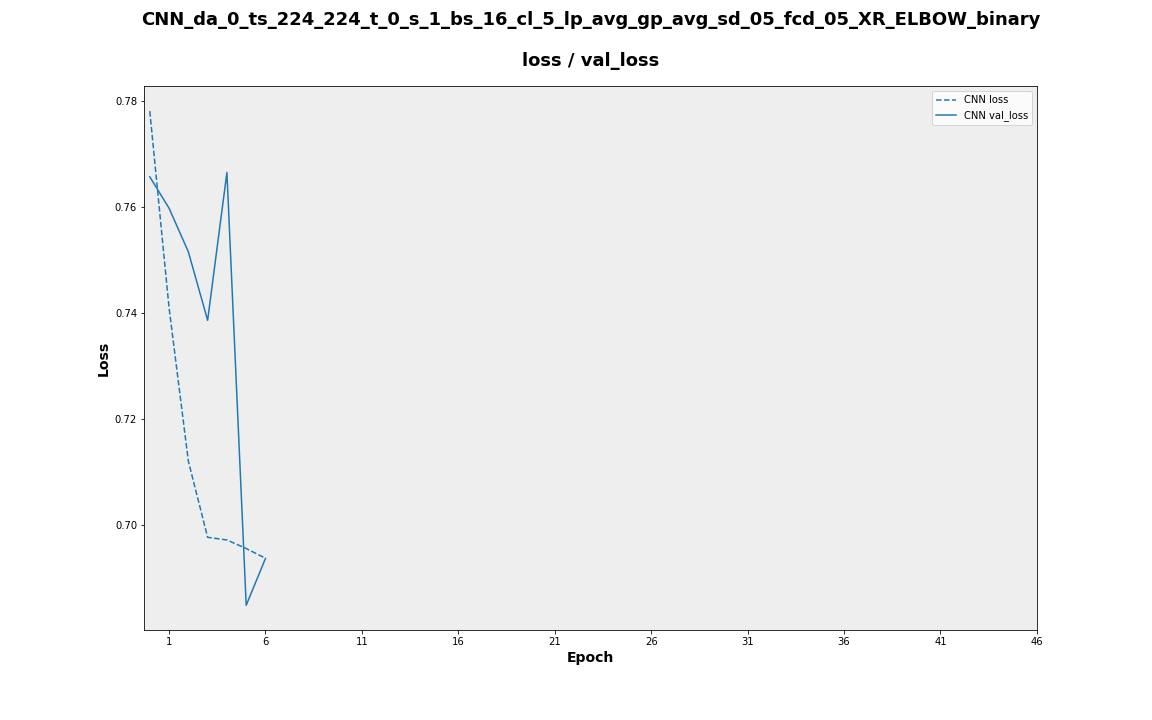 CNN_da_0_ts_224_224_t_0_s_1_bs_16_cl_5_lp_avg_gp_avg_sd_05_fcd_05_XR_ELBOW_binary
loss / val_loss
CNN loss
CNN val_loss
0.78
0.76
0.74
0.72
0.70
Loss
1 6 11 16 21 26 31 36 41 46
Epoch